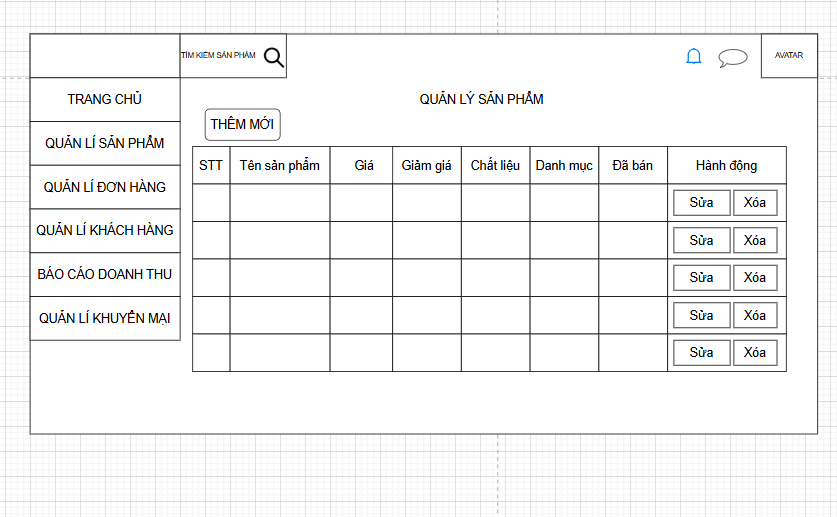 TÌM KIẾM SẢN PHẨM
AVATAR
TRANG CHỦ
QUẢN LÍ SẢN PHẨM
QUẢN LÍ ĐƠN HÀNG
QUẢN LÍ KHÁCH HÀNG
BÁO CÁO DOANH THU
QUẢN LÍ KHUYẾN MẠI
QUẢN LÝ SẢN PHẨM
THÊM MỚI
STT Tên sản phẩm Giá Giảm giá Chất liệu Danh mục Đã bán Hành động
Sửa Xóa
Sửa Xóa
Sửa Xóa
Sửa Xóa
Sửa Xóa